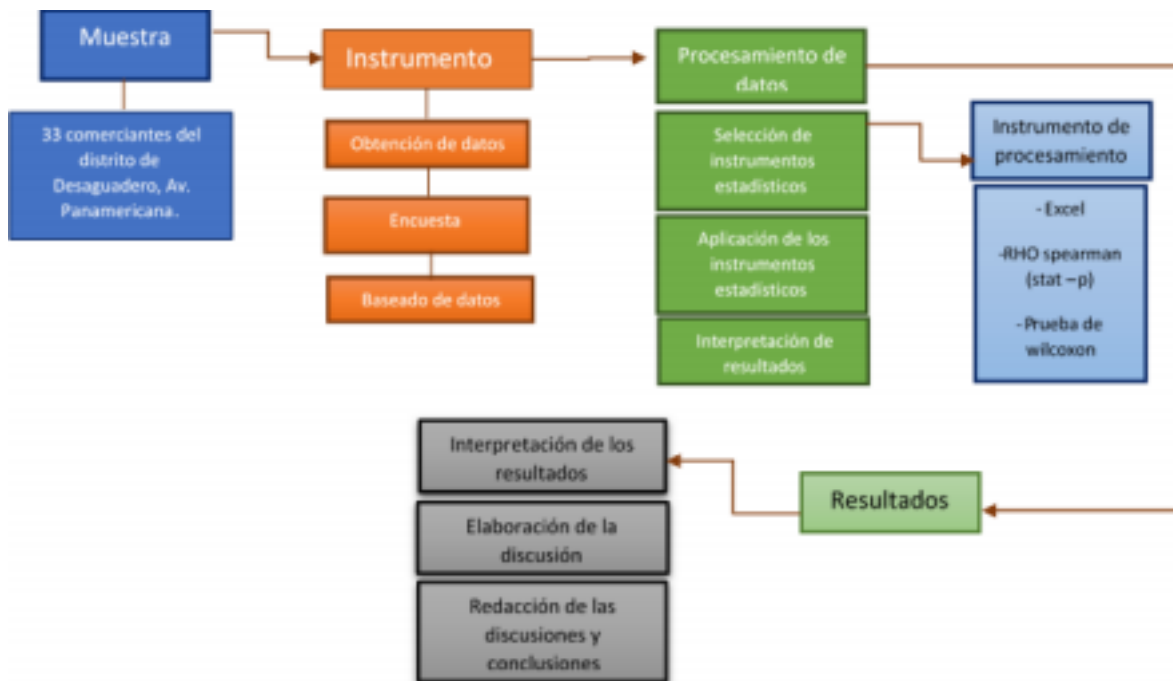 Muestra
33 comerciantes del
distrito de
Desaguadero, Av.
Panamericana.
Instrumento
Obtención de datos
Encuesta
Baseado de datos
Procesamiento de
datos
Selección de
instrumentos
estadísticos
Aplicación de los
instrumentos
estadísticos
Interpretación de
resultados
Instrumento de
procesamiento
- Excel
-RHO spearman
(stat –p)
- Prueba de
wilcoxon
Resultados
Interpretación de los
resultados
Elaboración de la
discusión
Redacción de las
discusiones y
conclusiones